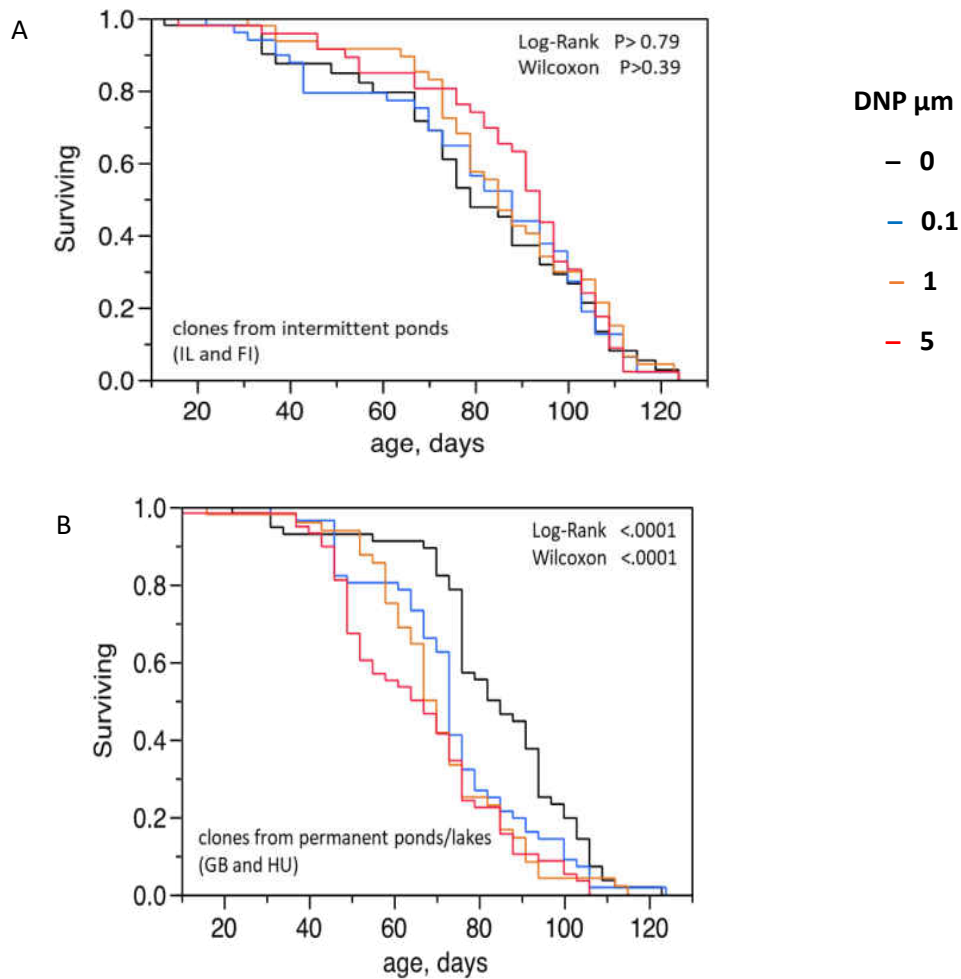 A
1.0
0.8
0.6
0.4
0.2
0.0
Surviving
Log-Rank P> 0.79
Wilcoxon P>0.39
clones from intermittent ponds
(IL and FI)
20 40 60 80 100 120
age, days
DNP µm
– 0
– 0.1
– 1
– 5
B
1.0
0.8
0.6
0.4
0.2
0.0
Surviving
Log-Rank <.0001
Wilcoxon <.0001
clones from permanent ponds/lakes
(GB and HU)
20 40 60 80 100 120
age, days